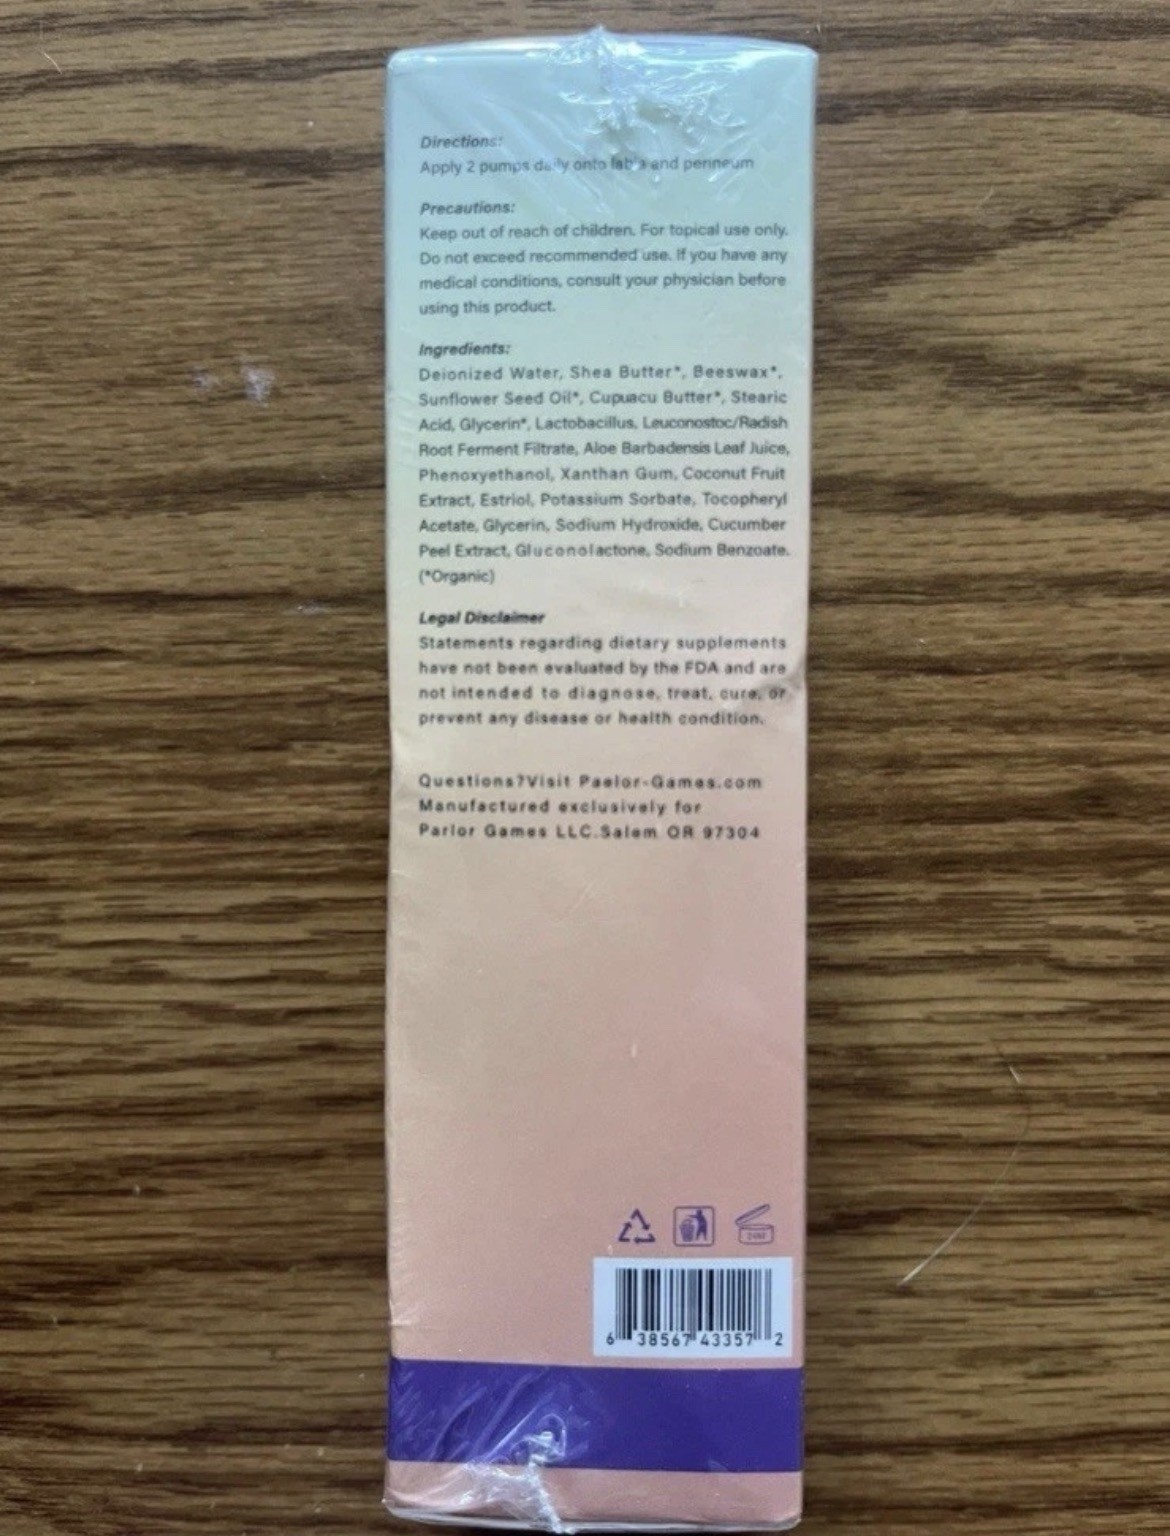 Directions:
Apply 2 pumps daily onto labia and perineum
Precautions:
Keep out of reach of children. For topical use only.
Do not exceed recommended use. If you have any
medical conditions, consult your physician before
using this product.
Ingredients:
Deionized Water, Shea Butter*, Beeswax*,
Sunflower Seed Oil*, Cupuacu Butter*, Stearic
Acid, Glycerin*, Lactobacillus, Leuconostoc/Radish
Root Ferment Filtrate, Aloe Barbadensis Leaf Juice,
Phenoxyethanol, Xanthan Gum, Coconut Fruit
Extract, Estriol, Potassium Sorbate, Tocopheryl
Acetate, Glycerin, Sodium Hydroxide, Cucumber
Peel Extract, Gluconolactone, Sodium Benzoate.
(*Organic)
Legal Disclaimer
Statements regarding dietary supplements
have not been evaluated by the FDA and are
not intended to diagnose, treat, cure, or
prevent any disease or health condition.
Questions?Visit Paelor-Games.com
Manufactured exclusively for
Parlor Games LLC.Salem OR 97304
6 38567 43357 2